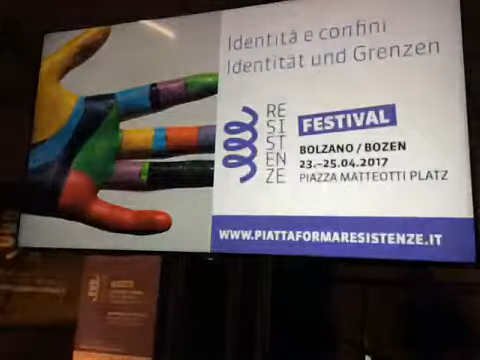 Identità e confini
Identität und Grenzen
RE
SI
ST
EN
ZE
FESTIVAL
BOLZANO / BOZEN
23.-25.04.2017
PIAZZA MATTEOTTI PLATZ
WWW.PIATTAFORMARESISTENZE.IT